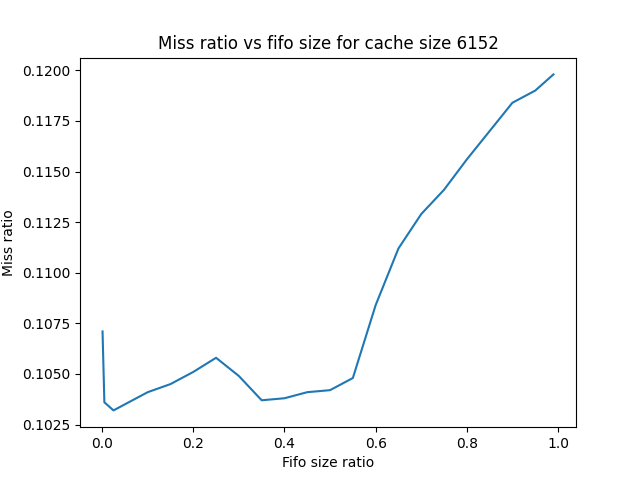 Miss ratio vs fifo size for cache size 6152
0.1200
0.1175
0.1150
0.1125
0.1100
0.1075
0.1050
0.1025
Miss ratio
0.0 0.2 0.4 0.6 0.8 1.0
Fifo size ratio